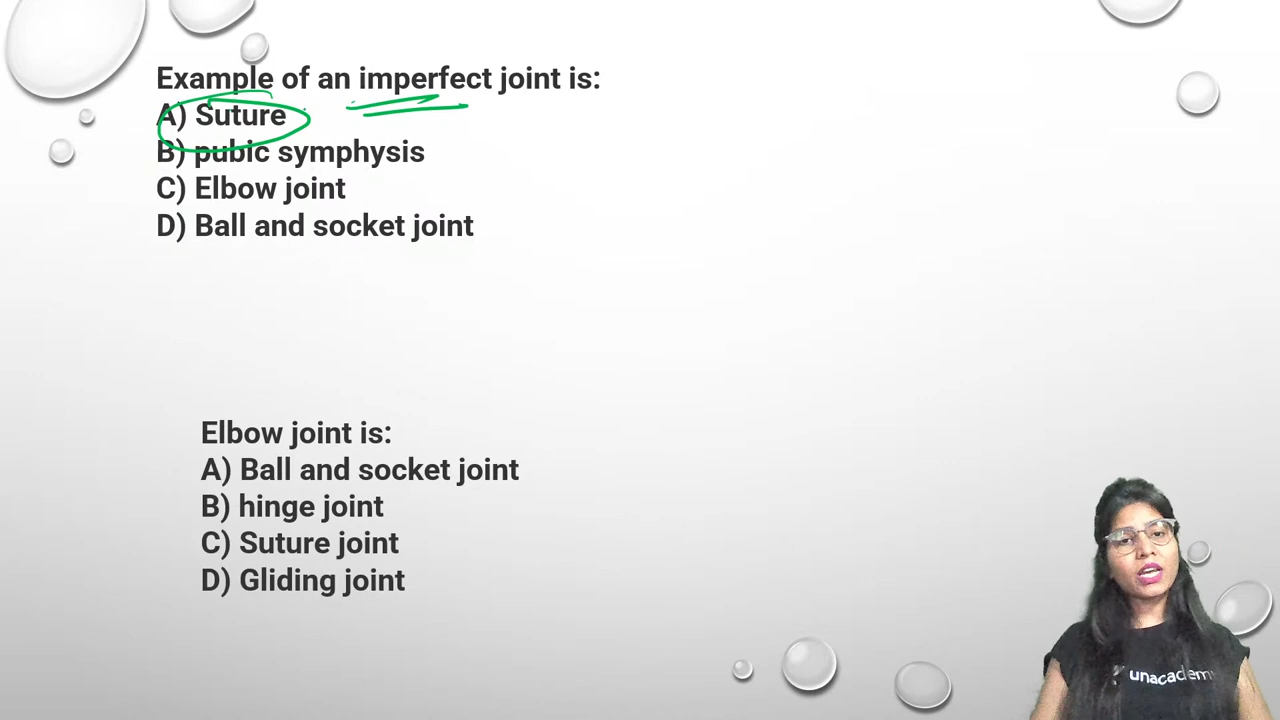 Example of an imperfect joint is:
A) Suture
B) pubic symphysis
C) Elbow joint
D) Ball and socket joint
Elbow joint is:
A) Ball and socket joint
B) hinge joint
C) Suture joint
D) Gliding joint
unacademy